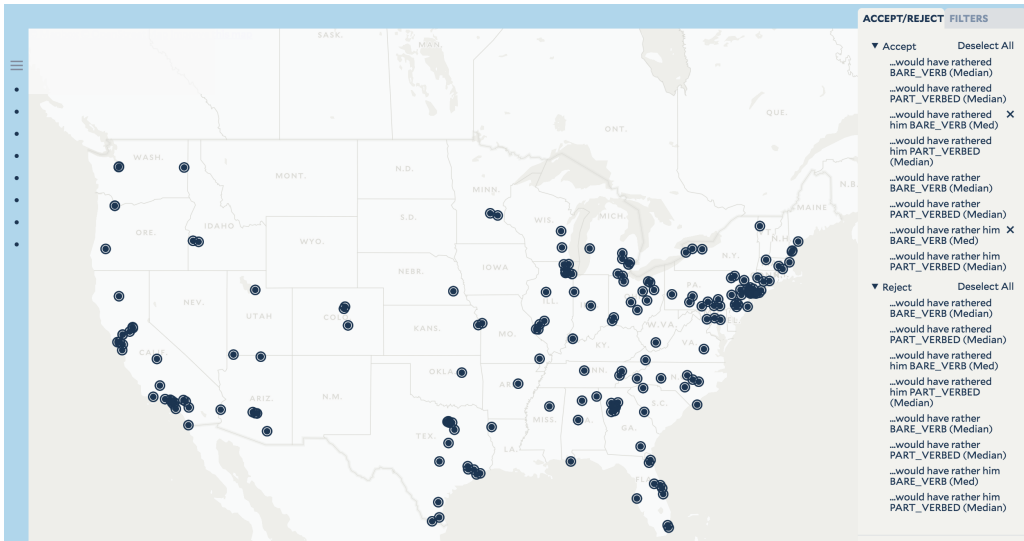 ACCEPT/REJECT FILTERS
▼ Accept Deselect All
...would have rathered
BARE_VERB (Median)
...would have rathered
PART_VERBED (Median)
...would have rathered ✕
him BARE_VERB (Med)
...would have rathered
him PART_VERBED
(Median)
...would have rather
BARE_VERB (Median)
...would have rather
PART_VERBED (Median)
...would have rather him ✕
BARE_VERB (Med)
...would have rather him
PART_VERBED (Median)
▼ Reject Deselect All
...would have rathered
BARE_VERB (Median)
...would have rathered
PART_VERBED (Median)
...would have rathered
him BARE_VERB (Med)
...would have rathered
him PART_VERBED
(Median)
...would have rather
BARE_VERB (Median)
...would have rather
PART_VERBED (Median)
...would have rather him
BARE_VERB (Med)
...would have rather him
PART_VERBED (Median)
SASK.
MAN.
ONT.
QUE.
N.B.
WASH.
MONT.
N.D.
MINN.
MAINE
ORE.
IDAHO
S.D.
WIS.
MICH.
N.H.
WYO.
N.Y.
IOWA
NEBR.
PA.
NEV.
UTAH
ILL.
KANS.
MO.
W.VA.
VA.
KY.
CALIF.
OKLA.
ARIZ.
N.M.
S.C.
MISS.
GA.
TEX.
LA.